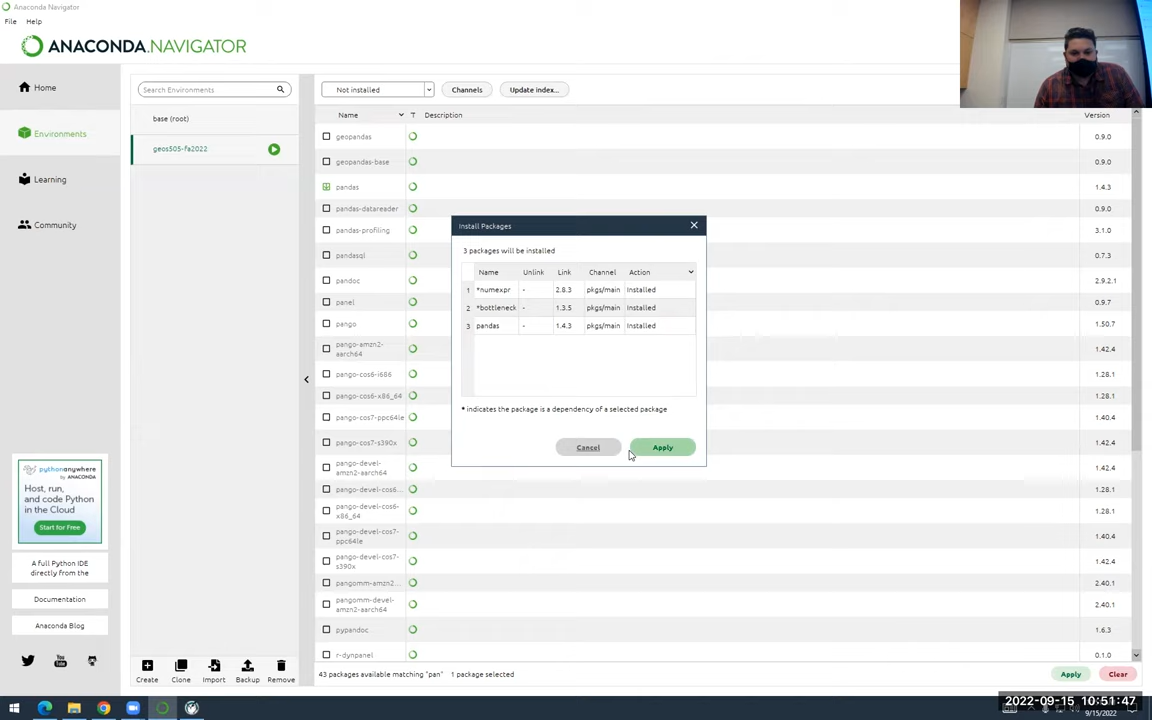 Anaconda Navigator
File Help
ANACONDA.NAVIGATOR
Home
Environments
Learning
Community
Search Environments
base (root)
geos505-fa2022
Not installed
Channels
Update index...
Name T Description Version
geopandas 0.9.0
geopandas-base 0.9.0
pandas 1.4.3
pandas-datareader 0.9.0
pandas-profiling 3.1.0
pandasql 0.7.3
pandoc 2.9.2.1
panel 0.9.7
pango 1.50.7
pango-amzn2-
aarch64 1.42.4
pango-cos6-i686 1.28.1
pango-cos6-x86_64 1.28.1
pango-cos7-ppc64le 1.40.4
pango-cos7-s390x 1.42.4
pango-devel-
amzn2-aarch64 1.42.4
pango-devel-cos6... 1.28.1
pango-devel-cos6-
x86_64 1.28.1
pango-devel-cos7-
ppc64le 1.40.4
pango-devel-cos7-
s390x 1.42.4
pangomm-amzn2... 2.40.1
pangomm-devel-
amzn2-aarch64 2.40.1
pypandoc 1.6.3
r-dynpanel 0.1.0
Install Packages
3 packages will be installed
Name Unlink Link Channel Action
1 *numexpr - 2.8.3 pkgs/main Installed
2 *bottleneck - 1.3.5 pkgs/main Installed
3 pandas - 1.4.3 pkgs/main Installed
* indicates the package is a dependency of a selected package
Cancel
Apply
pythonanywhere
by ANACONDA
Host, run,
and code Python
in the Cloud
Start for Free
A full Python IDE
directly from the
Documentation
Anaconda Blog
You
Tube
Create Clone Import Backup Remove
43 packages available matching "pan" 1 package selected
Apply
Clear
2022-09-15 10:51:47
9/15/2022